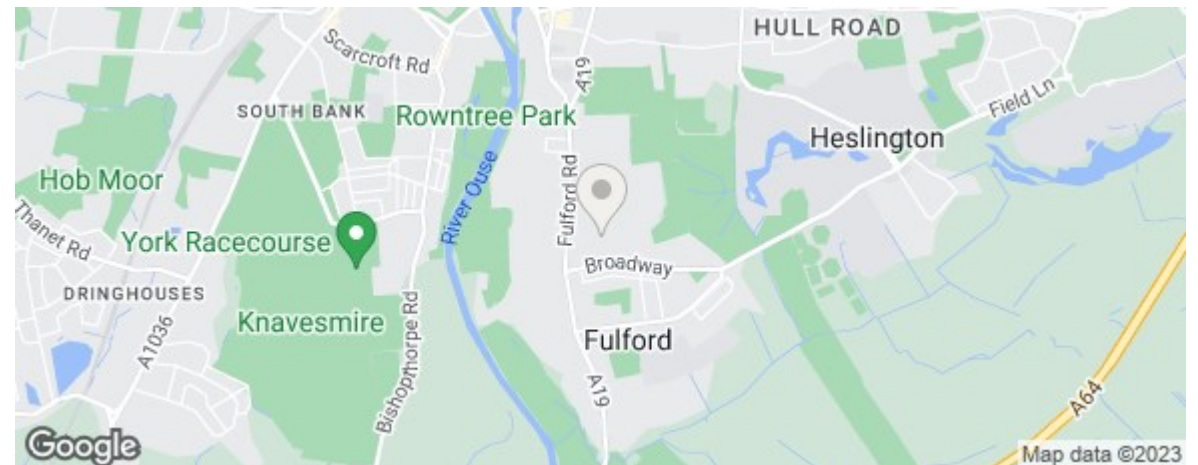 HULL ROAD
Scarcroft Rd
A19
SOUTH BANK
Rowntree Park
Field Ln
Heslington
Hob Moor
River Ouse
Fulford Rd
Thanet Rd
York Racecourse
Broadway
DRINGHOUSES
Knavesmire
A1036
Bishopthorpe Rd
Fulford
A19
A64
Google
Map data ©2023